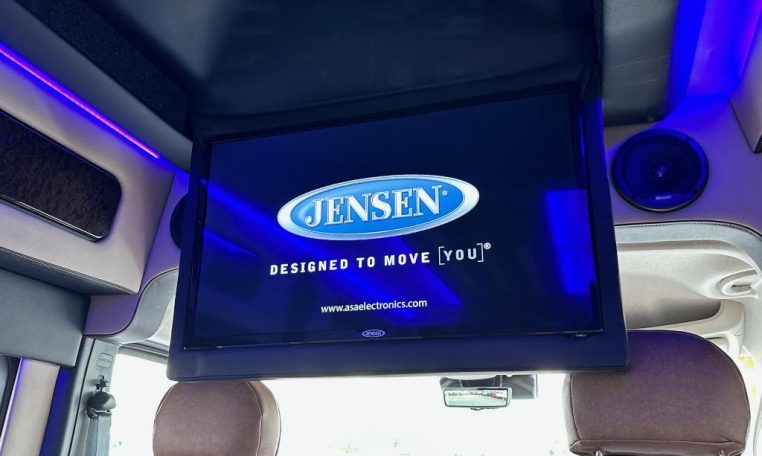 JENSEN®
DESIGNED TO MOVE [YOU]®
www.asaelectronics.com
JENSEN